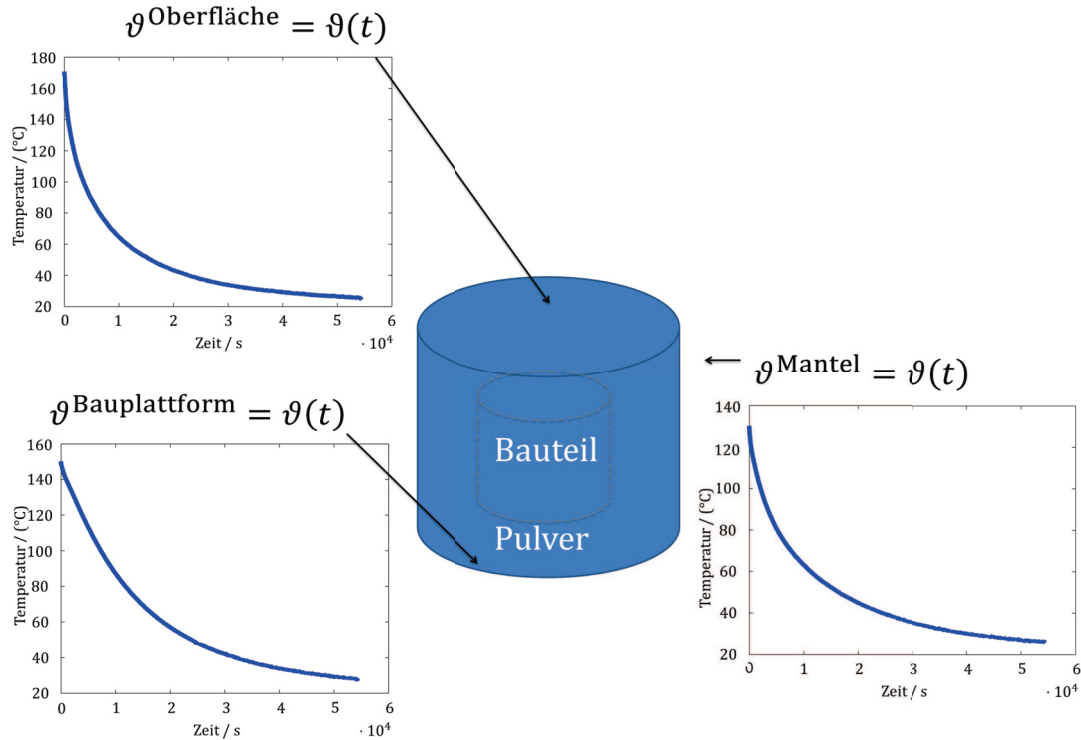 ϑ^Oberfläche = ϑ(t)
180
160
140
120
100
80
60
40
20
Temperatur / (°C)
0 1 2 3 4 5 6
Zeit / s
· 10^4
ϑ^Bauplattform = ϑ(t)
160
140
120
100
80
60
40
20
Temperatur / (°C)
0 1 2 3 4 5 6
Zeit / s
· 10^4
Bauteil
Pulver
ϑ^Mantel = ϑ(t)
140
120
100
80
60
40
20
Temperatur / (°C)
0 1 2 3 4 5 6
Zeit / s
· 10^4